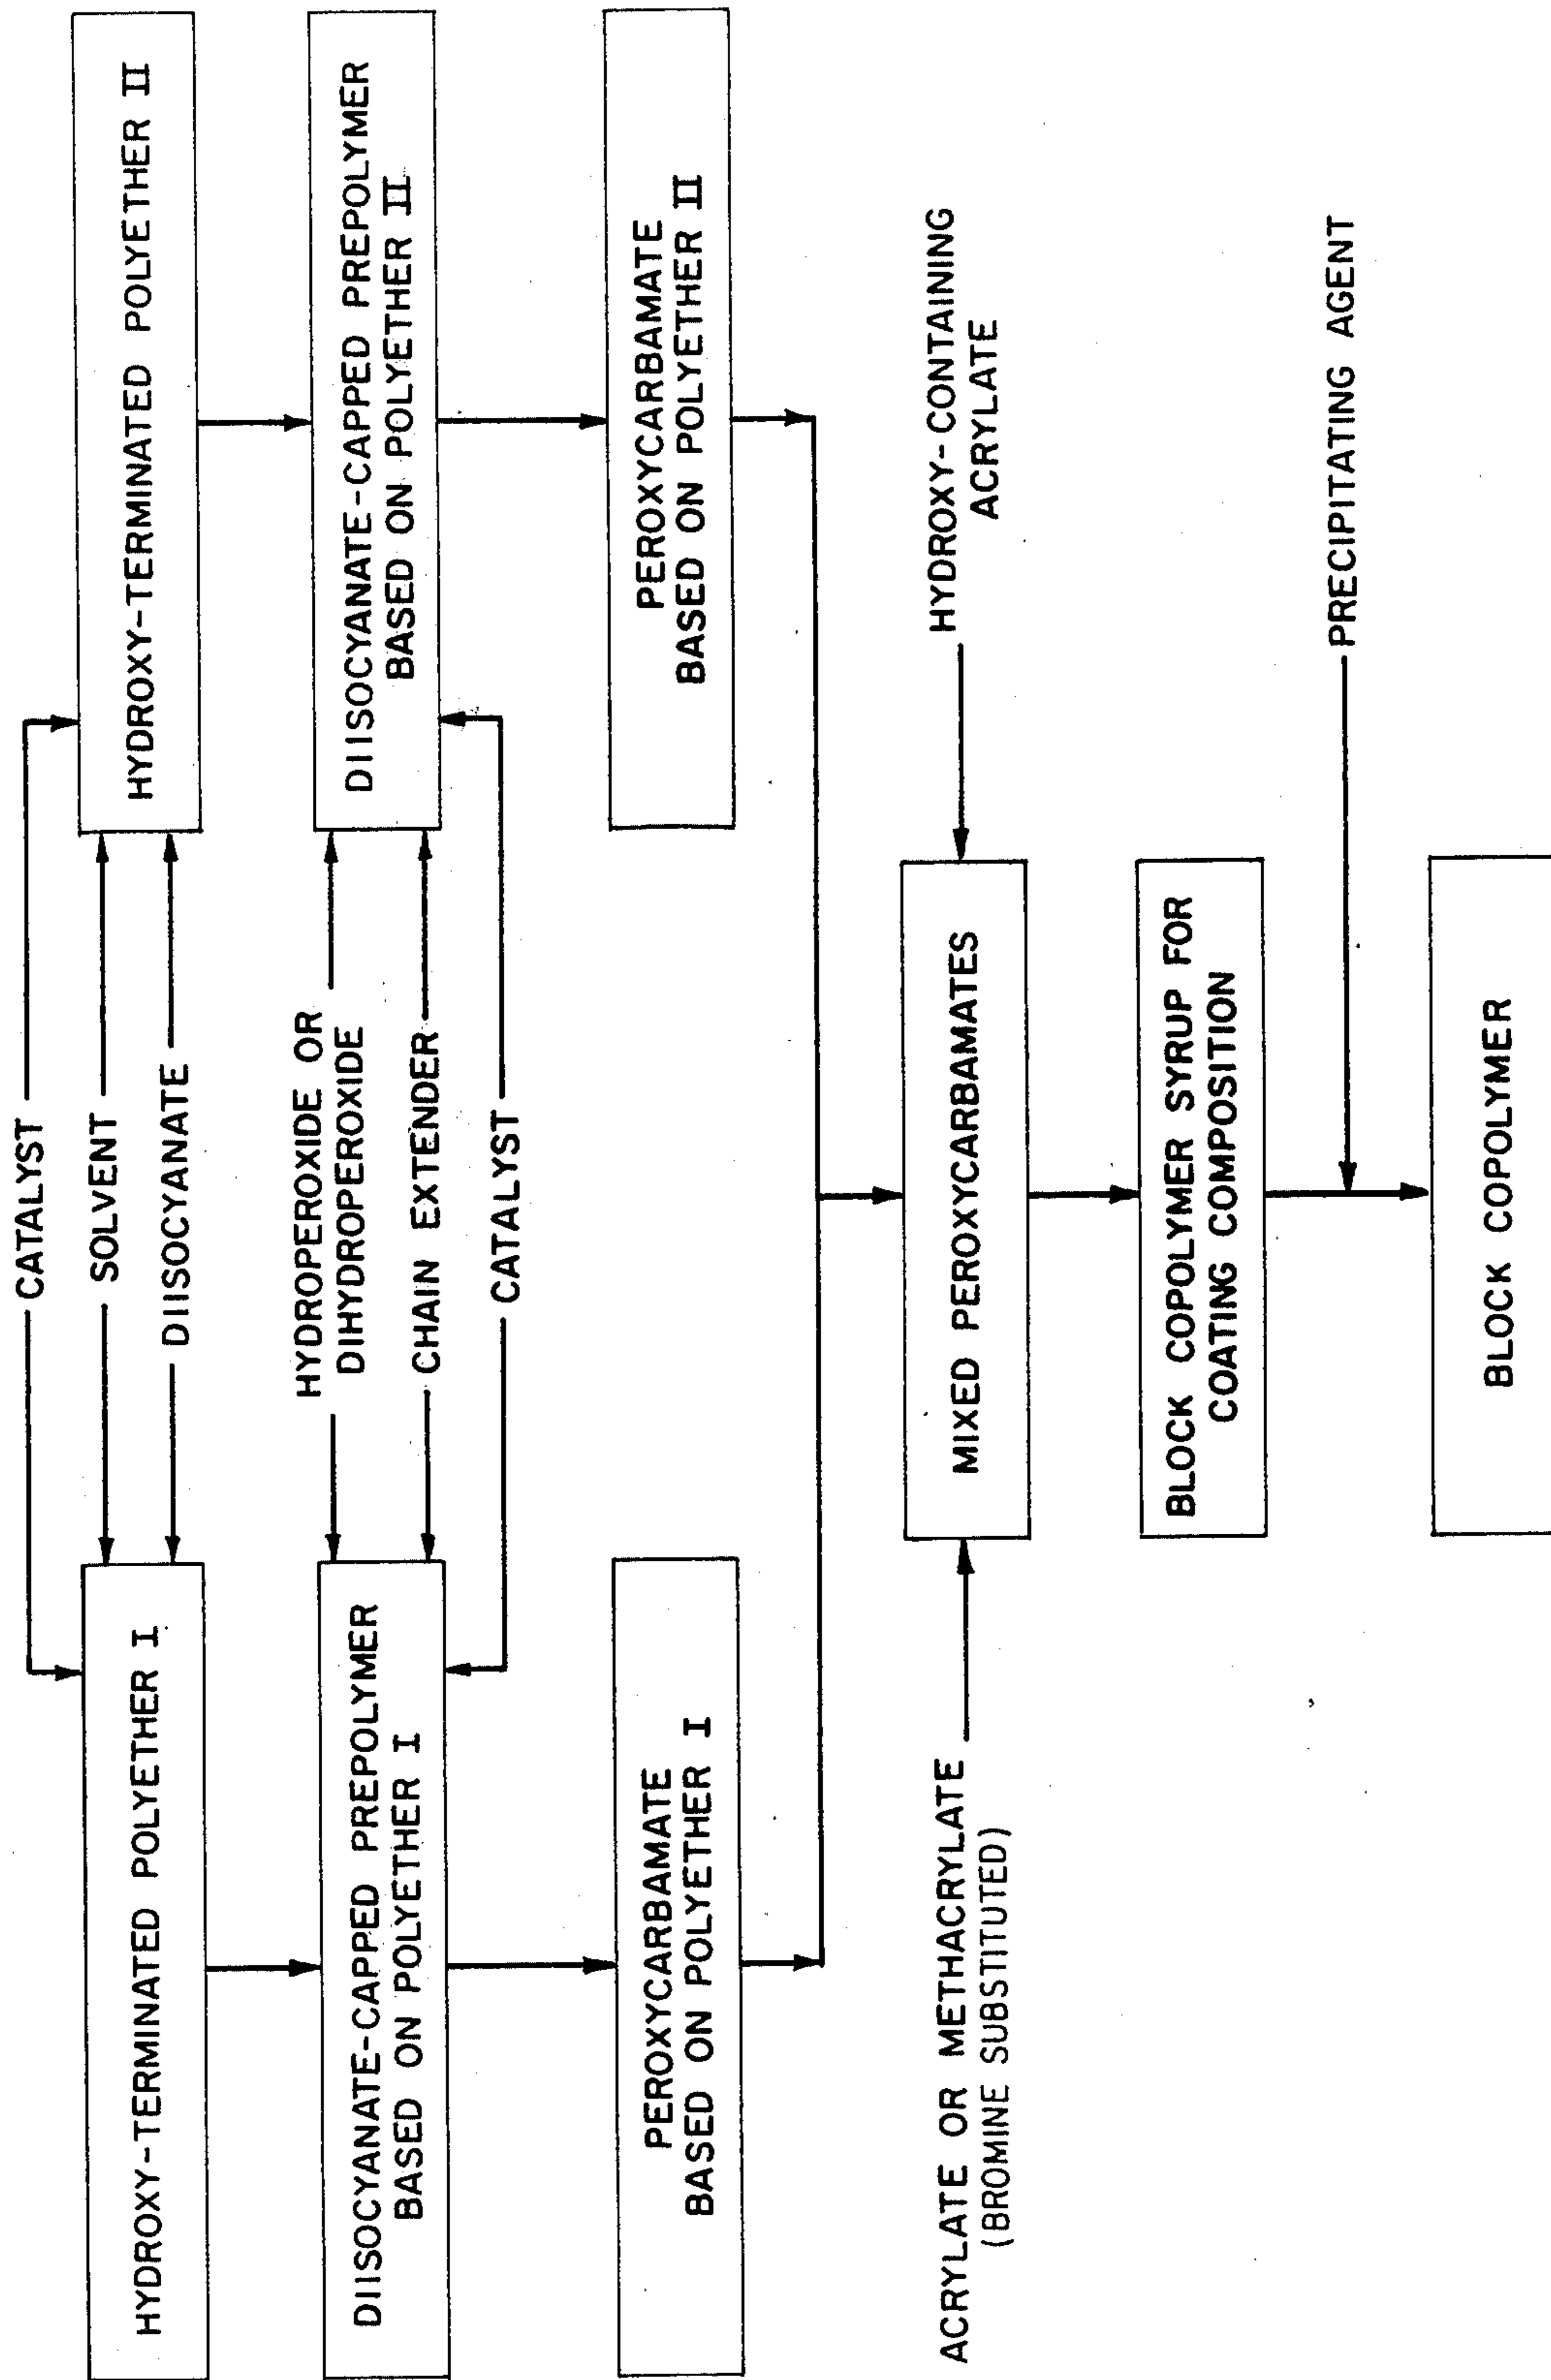 CATALYST
SOLVENT
DIISOCYANATE
HYDROXY-TERMINATED POLYETHER I
HYDROXY-TERMINATED POLYETHER II
HYDROPEROXIDE OR
DIHYDROPEROXIDE
CHAIN EXTENDER
CATALYST
DIISOCYANATE-CAPPED PREPOLYMER
BASED ON POLYETHER I
DIISOCYANATE-CAPPED PREPOLYMER
BASED ON POLYETHER II
PEROXYCARBAMATE
BASED ON POLYETHER I
PEROXYCARBAMATE
BASED ON POLYETHER II
ACRYLATE OR METHACRYLATE
(BROMINE SUBSTITUTED)
MIXED PEROXYCARBAMATES
HYDROXY-CONTAINING
ACRYLATE
BLOCK COPOLYMER SYRUP FOR
COATING COMPOSITION
PRECIPITATING AGENT
BLOCK COPOLYMER